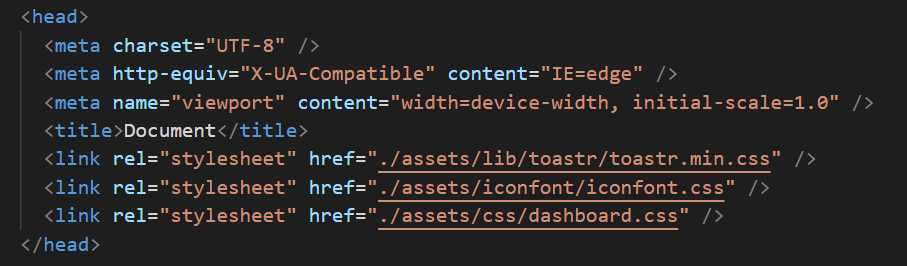 <head>
<meta charset="UTF-8" />
<meta http-equiv="X-UA-Compatible" content="IE=edge" />
<meta name="viewport" content="width=device-width, initial-scale=1.0" />
<title>Document</title>
<link rel="stylesheet" href="./assets/lib/toastr/toastr.min.css" />
<link rel="stylesheet" href="./assets/iconfont/iconfont.css" />
<link rel="stylesheet" href="./assets/css/dashboard.css" />
</head>